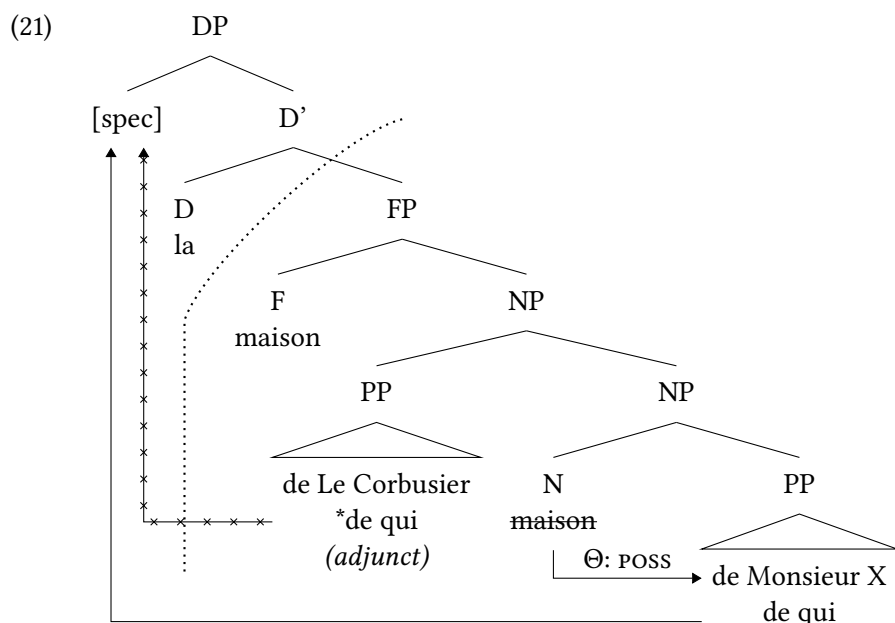 (21) DP
[spec] D’
D FP
la
F NP
maison
PP NP
de Le Corbusier N PP
*de qui maison
(adjunct) Θ: POSS de Monsieur X
de qui